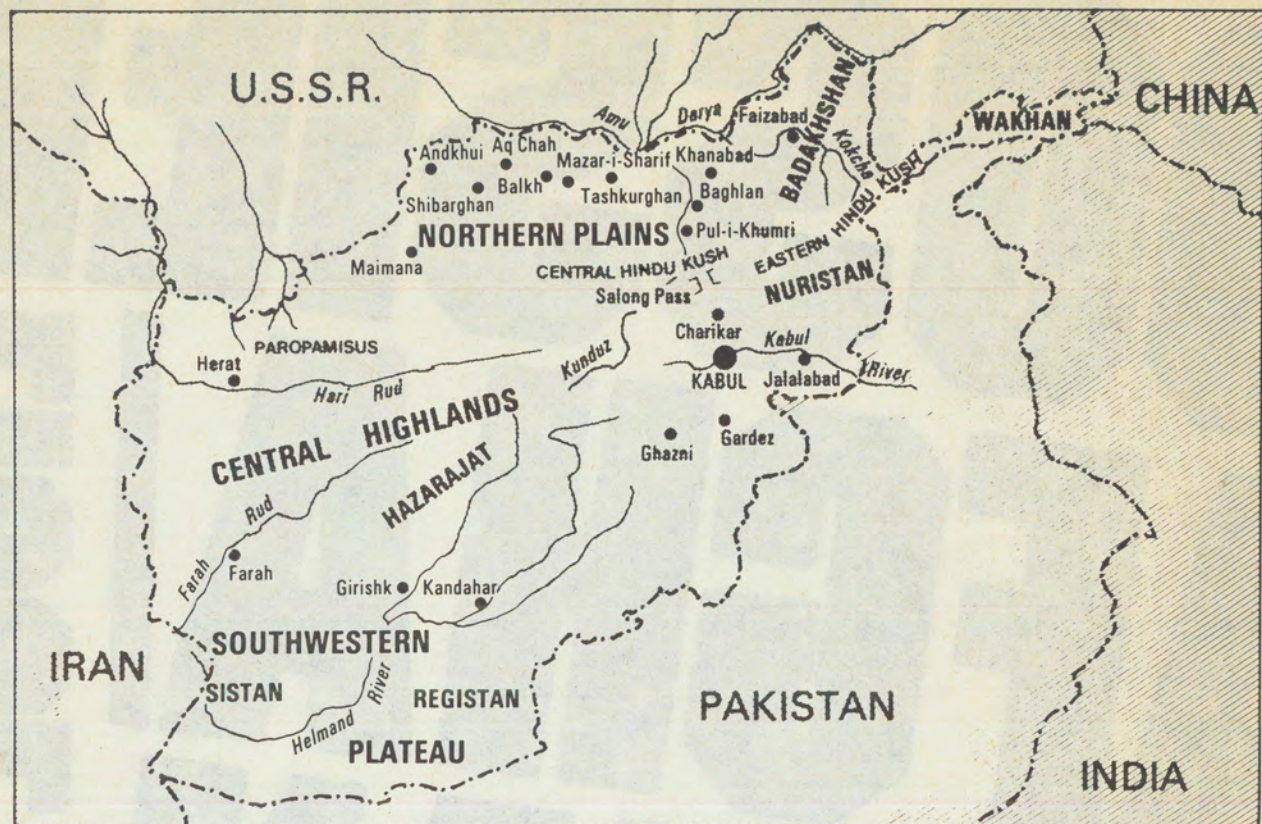 U.S.S.R.
CHINA
Amu Darya
Faizabad
BADAKHSHAN
WAKHAN
Kokcha
Andkhui
Aq Chah
Mazar-i-Sharif
Khanabad
Shibarghan
Balkh
Tashkurghan
Baghlan
NORTHERN PLAINS
Pul-i-Khumri
Maimana
CENTRAL HINDU KUSH
EASTERN HINDU KUSH
Salong Pass
NURISTAN
Charikar
PAROPAMISUS
Herat
Hari Rud
Kunduz
Kabul River
KABUL
Jalalabad
CENTRAL HIGHLANDS
HAZARAJAT
Ghazni
Gardez
Farah Rud
Farah
Girishk
Kandahar
SOUTHWESTERN
IRAN
SISTAN
Helmand River
REGISTAN
PLATEAU
PAKISTAN
INDIA